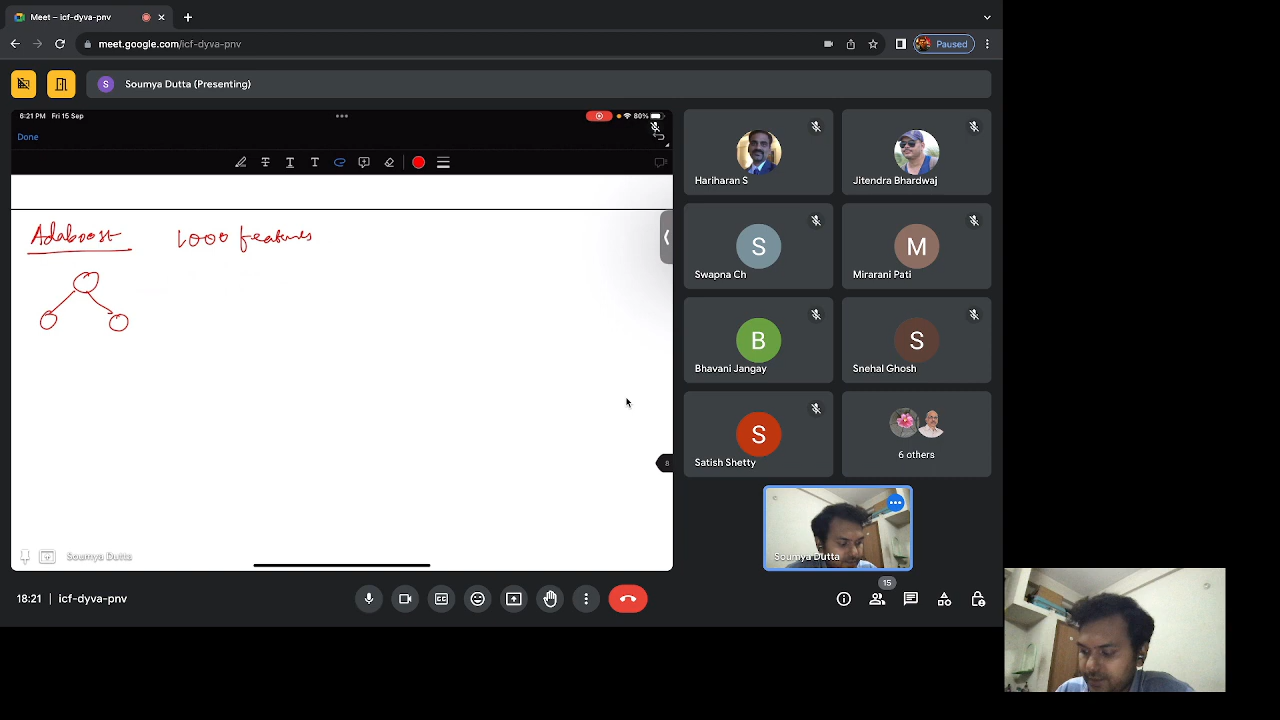 Meet – icf-dyva-pnv
meet.google.com/icf-dyva-pnv
Paused
S
Soumya Dutta (Presenting)
6:21 PM Fri 15 Sep
80%
Done
T T T
Adaboost 1000 features
8
Soumya Dutta
Hariharan S
Jitendra Bhardwaj
S
Swapna Ch
M
Mirarani Pati
B
Bhavani Jangay
S
Snehal Ghosh
S
Satish Shetty
6 others
Soumya Dutta
18:21 | icf-dyva-pnv
15